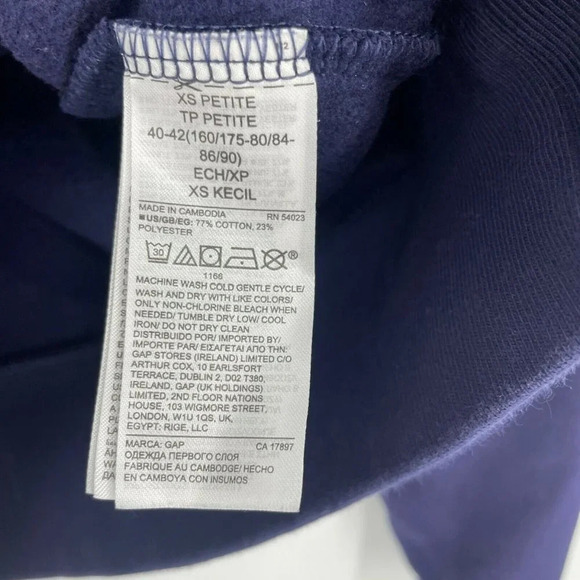 2
XS PETITE
TP PETITE
40-42(160/175-80/84-
86/90)
ECH/XP
XS KECIL
MADE IN CAMBODIA RN 54023
■US/GB/EG: 77% COTTON, 23%
POLYESTER
30
®
1166
MACHINE WASH COLD GENTLE CYCLE/
WASH AND DRY WITH LIKE COLORS/
ONLY NON-CHLORINE BLEACH WHEN
NEEDED/ TUMBLE DRY LOW/ COOL
IRON/ DO NOT DRY CLEAN
DISTRIBUIDO POR/ IMPORTED BY/
IMPORTE PAR/ ΕΙΣΑΓΕΤΑΙ ΑΠΟ ΤΗΝ:
GAP STORES (IRELAND) LIMITED C/O
ARTHUR COX, 10 EARLSFORT
TERRACE, DUBLIN 2, D02 T380,
IRELAND, GAP (UK HOLDINGS)
LIMITED, 2ND FLOOR NATIONS
HOUSE, 103 WIGMORE STREET,
LONDON, W1U 1QS, UK.
EGYPT: RIGE, LLC
MARCA: GAP CA 17897
ОДЕЖДА ПЕРВОГО СЛОЯ
FABRIQUE AU CAMBODGE/ HECHO
EN CAMBOYA CON INSUMOS